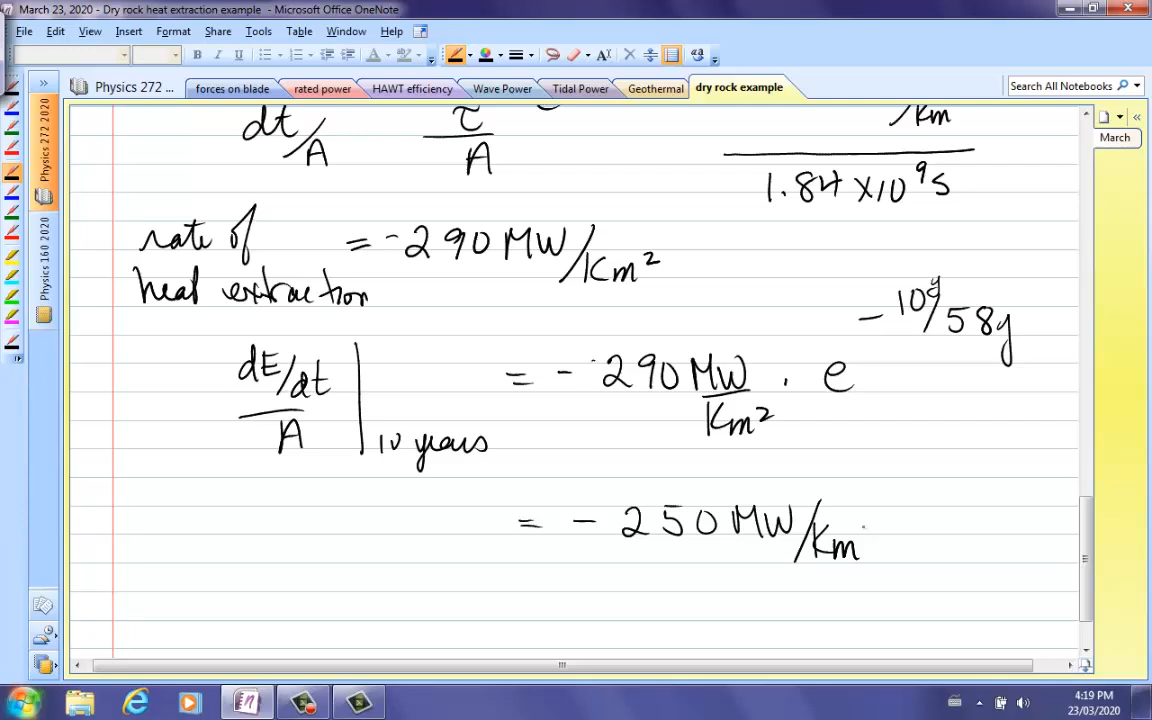 March 23, 2020 - Dry rock heat extraction example - Microsoft Office OneNote
File Edit View Insert Format Share Tools Table Window Help
B I U A ab
Physics 272 ... forces on blade rated power HAWT efficiency Wave Power Tidal Power Geothermal dry rock example Search All Notebooks
March
Physics 272 2020
Physics 160 2020
dt/A τ/A /km
1.84 x10⁹s
rate of = -290 MW/Km²
heat extraction
- 10y/58y
dE/dt = - 290 MW . e
A 10 years Km²
= - 250 MW/Km
4:19 PM
23/03/2020